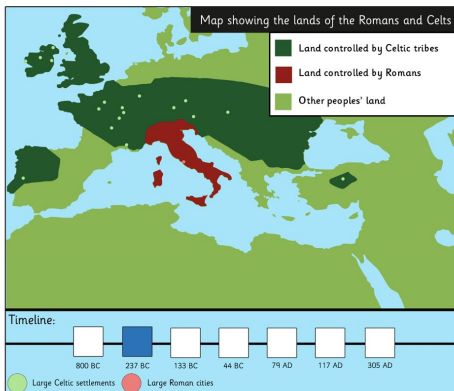 Map showing the lands of the Romans and Celts
Land controlled by Celtic tribes
Land controlled by Romans
Other peoples' land
Timeline:
800 BC 237 BC 133 BC 44 BC 79 AD 117 AD 305 AD
Large Celtic settlements Large Roman cities